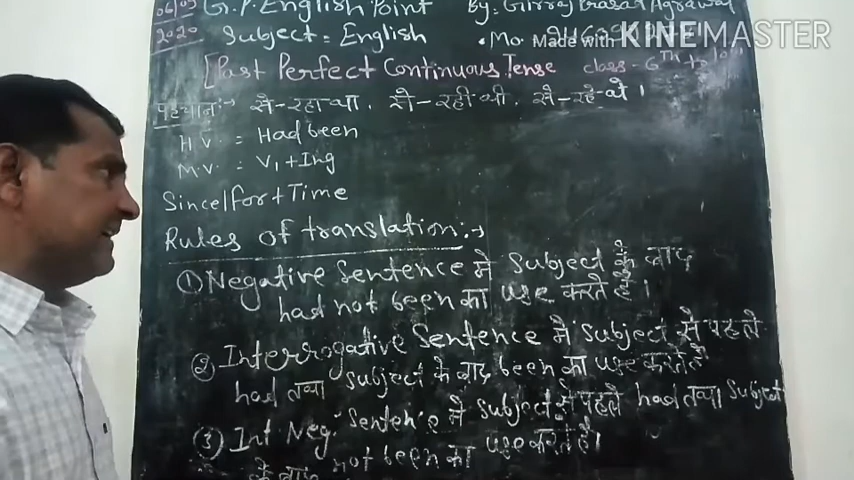 06/05 G.P. English Point By: Girraj Prasad Agrawal
2020 Subject = English Mo.
Made with KINEMASTER
[Past Perfect Continuous Tense class - 6th to 10th
पहचान:- से-रहा था, से-रही थी, से-रहे थे।
H.V. = Had been
M.V. = V1 + Ing
Since/For + Time
Rules of translation:->
① Negative Sentence मे Subject के बाद
had not been का use करते हैं।
② Interrogative Sentence मे Subject से पहले
had तथा Subject के बाद been का use करते हैं
③ Int. Neg. Sentence मे Subject से पहले had तथा Subject
के बाद not been का use करते हैं।